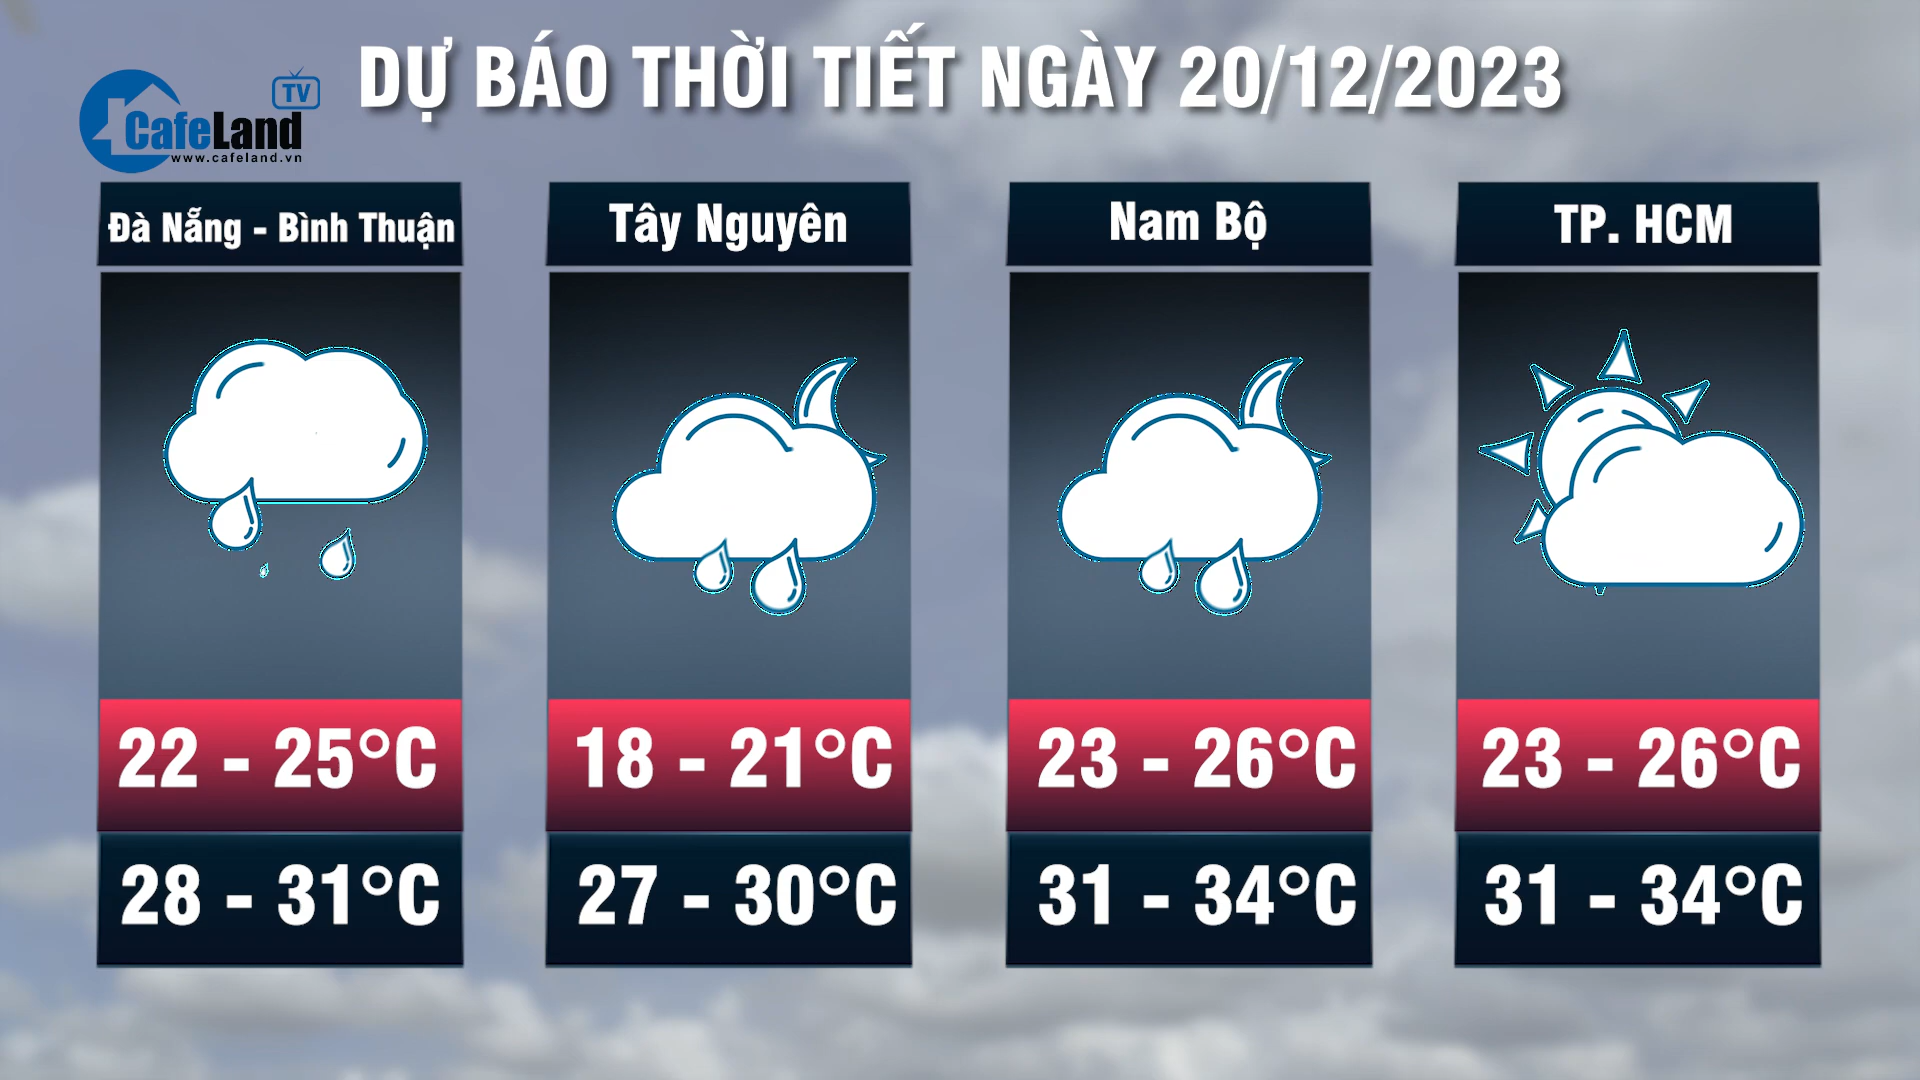 DỰ BÁO THỜI TIẾT NGÀY 20/12/2023
TV
CafeLand
www.cafeland.vn
Đà Nẵng - Bình Thuận
22 - 25°C
28 - 31°C
Tây Nguyên
18 - 21°C
27 - 30°C
Nam Bộ
23 - 26°C
31 - 34°C
TP. HCM
23 - 26°C
31 - 34°C